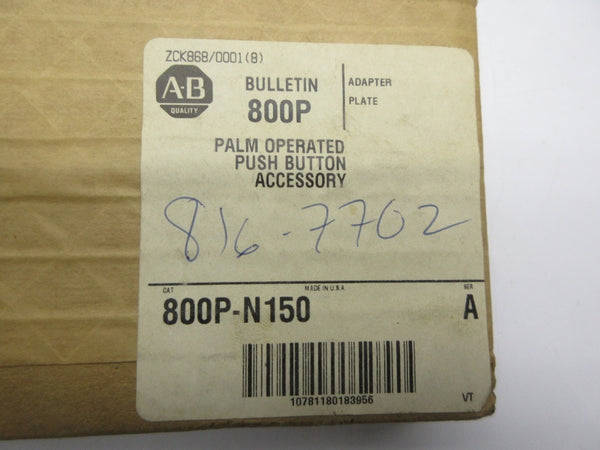 ZCK868/0001(8)
A-B
QUALITY
BULLETIN
800P
ADAPTER
PLATE
PALM OPERATED
PUSH BUTTON
ACCESSORY
816-7702
CAT
MADE IN U.S.A.
SER
800P-N150
A
10781180183956
VT